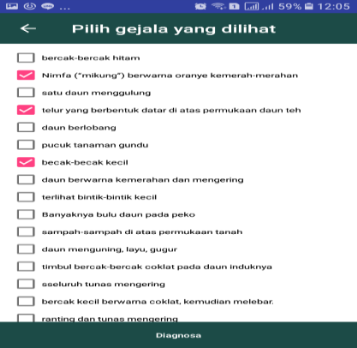 ... 59% 12:05
Pilih gejala yang dilihat
bercak-bercak hitam
Nimfa ("mikung") berwarna oranye kemerah-merahan
satu daun menggulung
telur yang berbentuk datar di atas permukaan daun teh
daun berlobang
pucuk tanaman gundu
becak-becak kecil
daun berwarna kemerahan dan mengering
terlihat bintik-bintik kecil
Banyaknya bulu daun pada peko
sampah-sampah di atas permukaan tanah
daun menguning, layu, gugur
timbul bercak-bercak coklat pada daun induknya
sseluruh tunas mengering
bercak kecil berwarna coklat, kemudian melebar.
ranting dan tunas mengering
Diagnosa